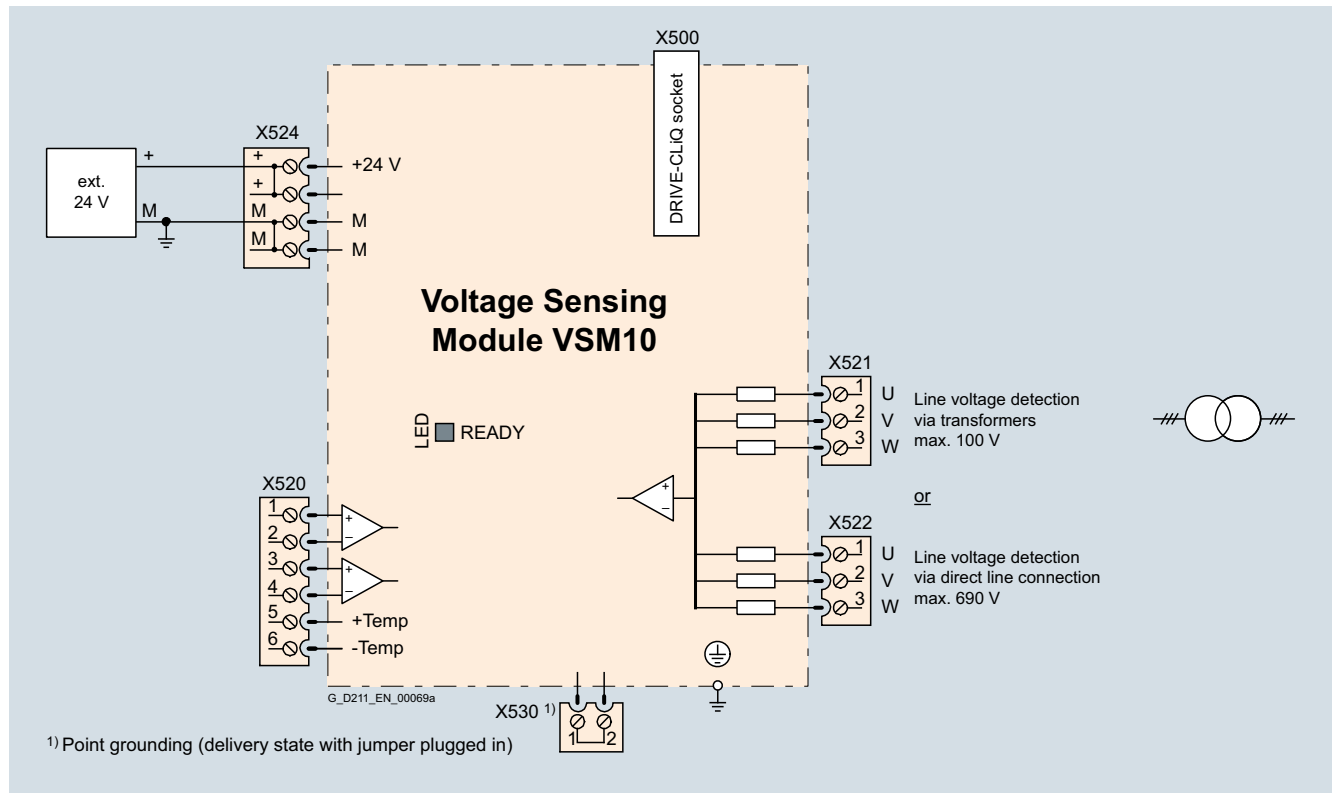 X500
DRIVE-CLiQ socket
X524
ext.
24 V
+
M
+
+
M
M
+24 V
M
M
Voltage Sensing
Module VSM10
LED
READY
X520
1
2
3
4
5
6
+
–
+
–
+Temp
-Temp
+
–
X521
1
2
3
U
V
W
Line voltage detection
via transformers
max. 100 V
or
X522
1
2
3
U
V
W
Line voltage detection
via direct line connection
max. 690 V
G_D211_EN_00069a
X530 1)
1
2
1) Point grounding (delivery state with jumper plugged in)